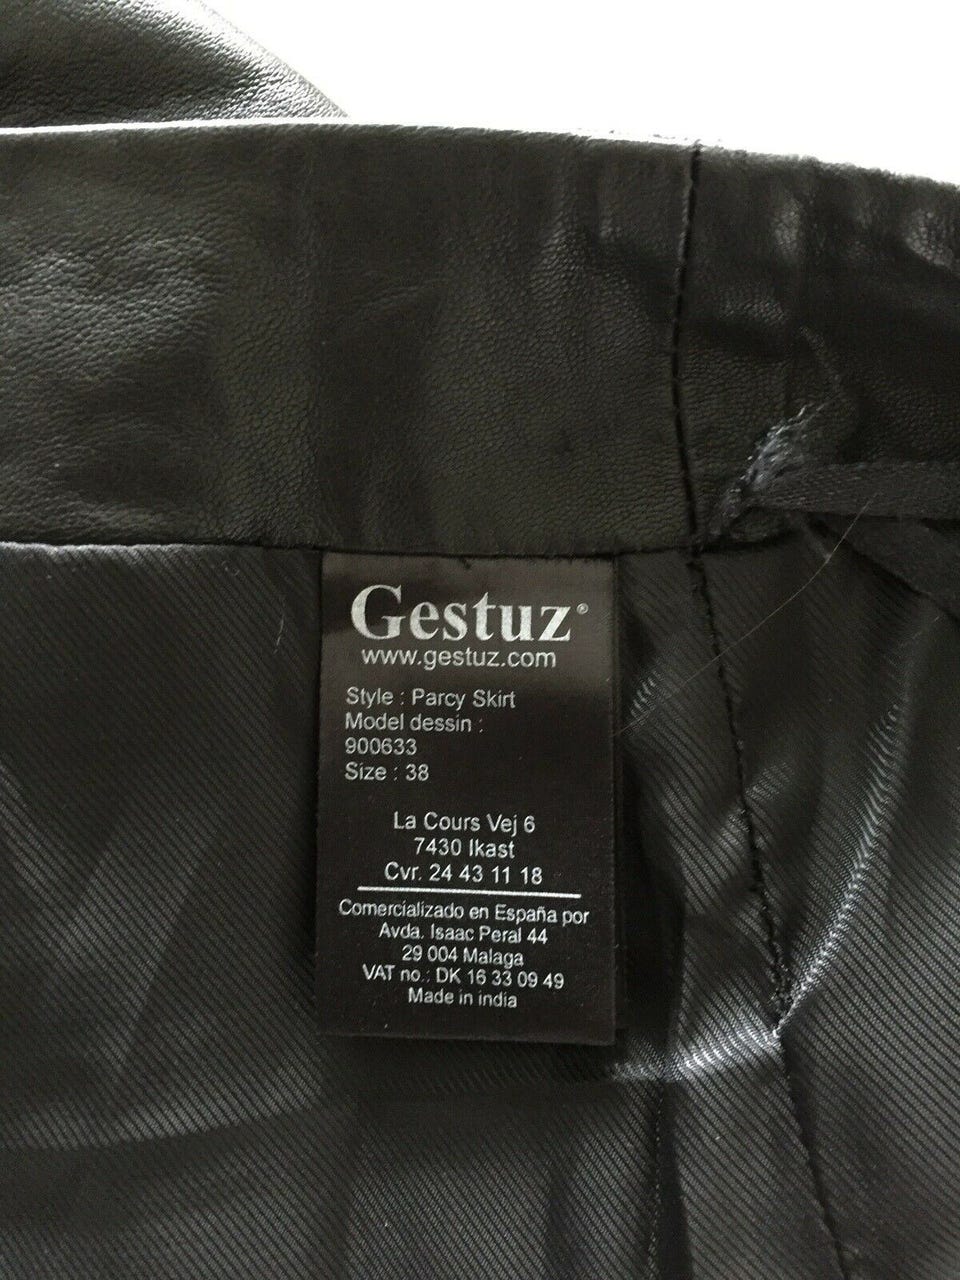 Gestuz®
www.gestuz.com
Style : Parcy Skirt
Model dessin :
900633
Size : 38
La Cours Vej 6
7430 Ikast
Cvr. 24 43 11 18
Comercializado en España por
Avda. Isaac Peral 44
29 004 Malaga
VAT no.: DK 16 33 09 49
Made in india